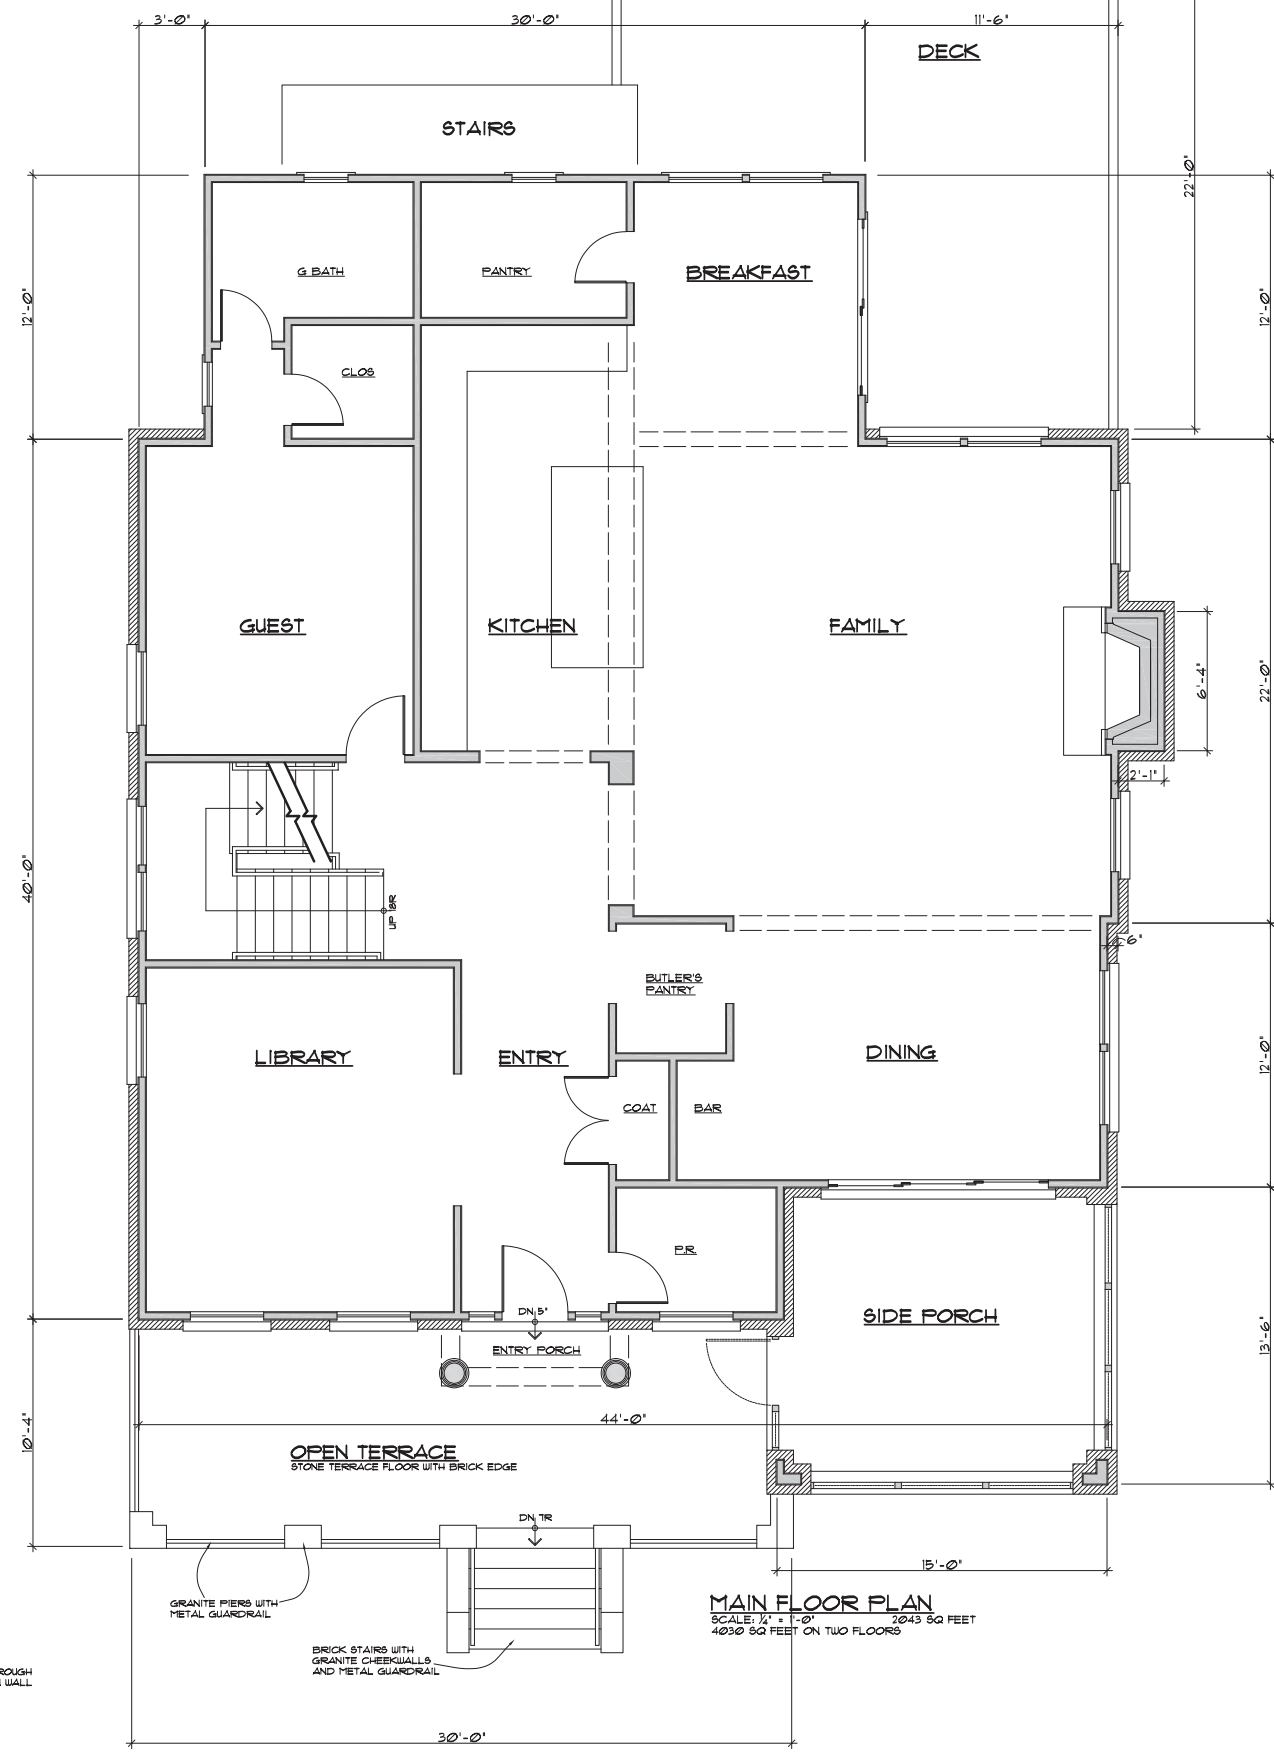 3'-0"
30'-0"
11'-6"
DECK
STAIRS
22'-0"
G BATH
PANTRY
BREAKFAST
12'-0"
12'-0"
CLOS
GUEST
KITCHEN
FAMILY
6'-4"
22'-0"
2'-1"
40'-0"
UP 18R
6"
BUTLER'S
PANTRY
LIBRARY
ENTRY
DINING
12'-0"
COAT
BAR
P.R.
DN 5"
SIDE PORCH
ENTRY PORCH
13'-6"
44'-0"
10'-4"
OPEN TERRACE
STONE TERRACE FLOOR WITH BRICK EDGE
DN 7R
15'-0"
GRANITE PIERS WITH
METAL GUARDRAIL
MAIN FLOOR PLAN
SCALE: 1/4" = 1'-0" 2043 SQ FEET
4030 SQ FEET ON TWO FLOORS
BRICK STAIRS WITH
GRANITE CHEEKWALLS
AND METAL GUARDRAIL
ROUGH
WALL
30'-0"